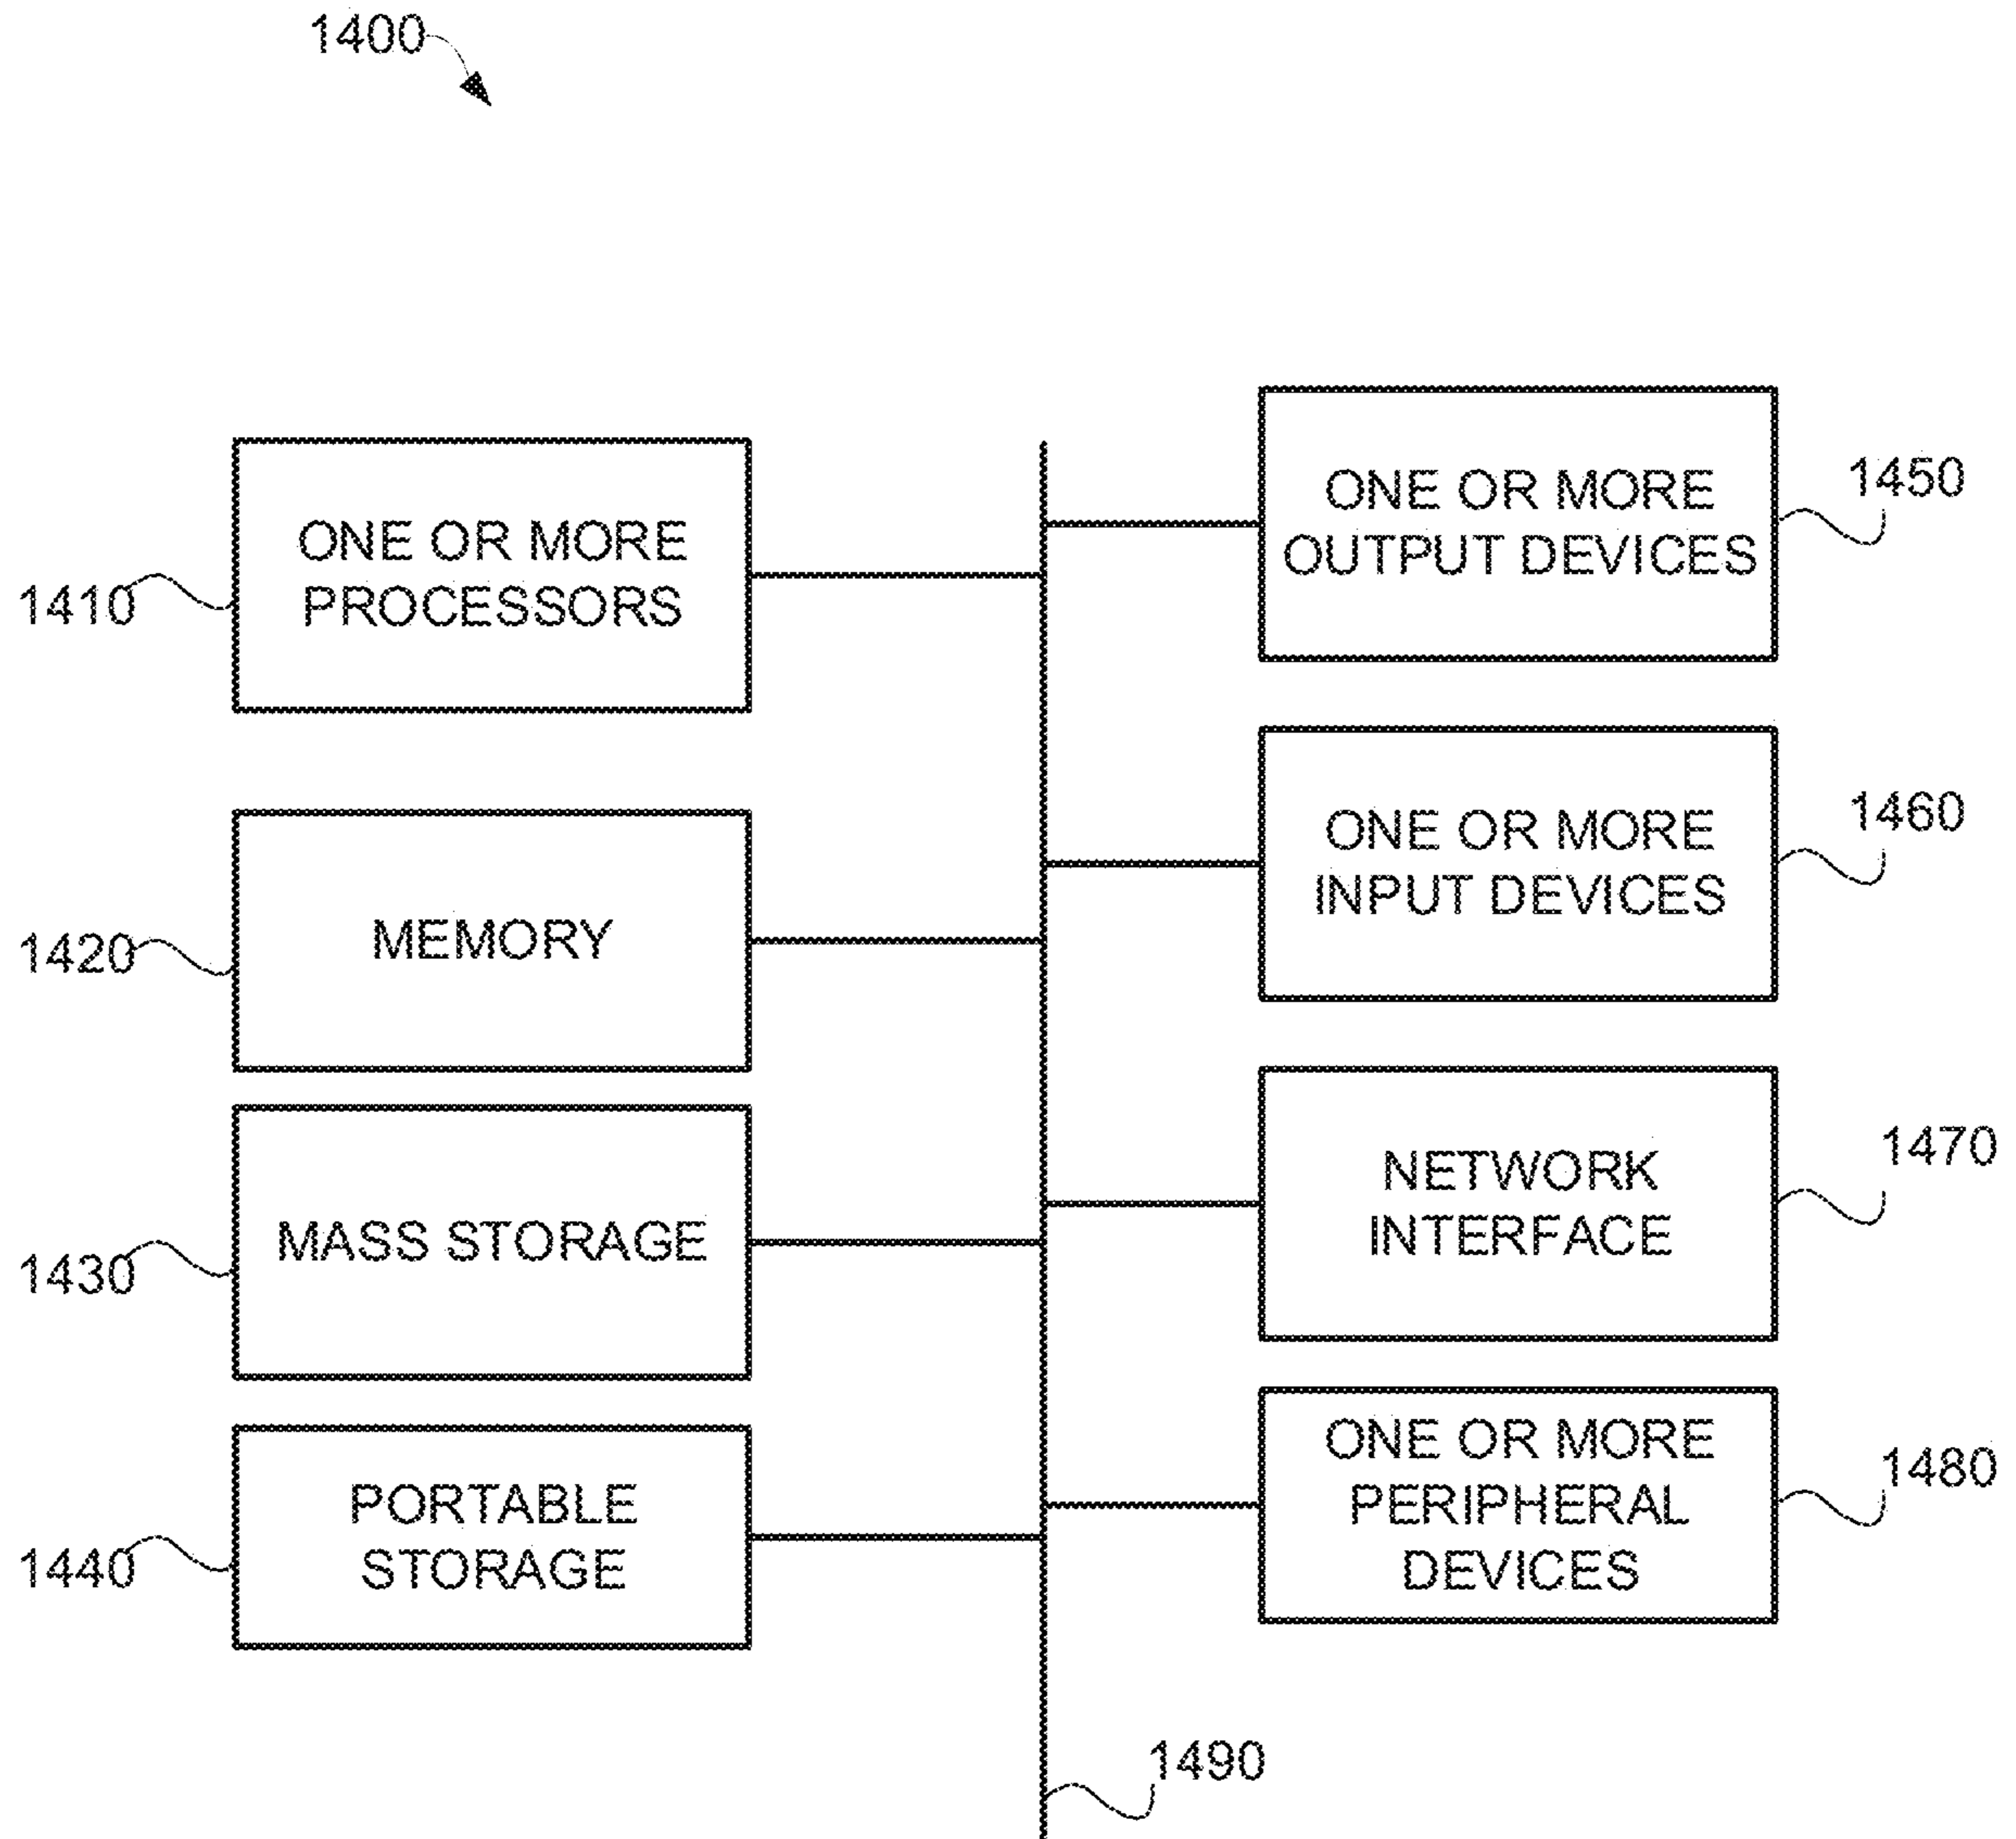 1400
1410
ONE OR MORE
PROCESSORS
1420
MEMORY
1430
MASS STORAGE
1440
PORTABLE
STORAGE
ONE OR MORE
OUTPUT DEVICES
1450
ONE OR MORE
INPUT DEVICES
1460
NETWORK
INTERFACE
1470
ONE OR MORE
PERIPHERAL
DEVICES
1480
1490